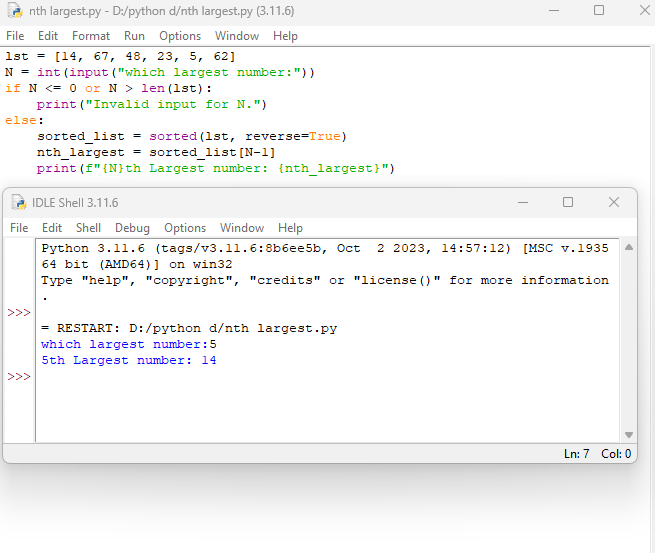 nth largest.py - D:/python d/nth largest.py (3.11.6)
File Edit Format Run Options Window Help
lst = [14, 67, 48, 23, 5, 62]
N = int(input("which largest number:"))
if N <= 0 or N > len(lst):
    print("Invalid input for N.")
else:
    sorted_list = sorted(lst, reverse=True)
    nth_largest = sorted_list[N-1]
    print(f"{N}th Largest number: {nth_largest}")
IDLE Shell 3.11.6
File Edit Shell Debug Options Window Help
Python 3.11.6 (tags/v3.11.6:8b6ee5b, Oct  2 2023, 14:57:12) [MSC v.1935
64 bit (AMD64)] on win32
Type "help", "copyright", "credits" or "license()" for more information
.
>>>
= RESTART: D:/python d/nth largest.py
which largest number:5
5th Largest number: 14
>>>
Ln: 7 Col: 0